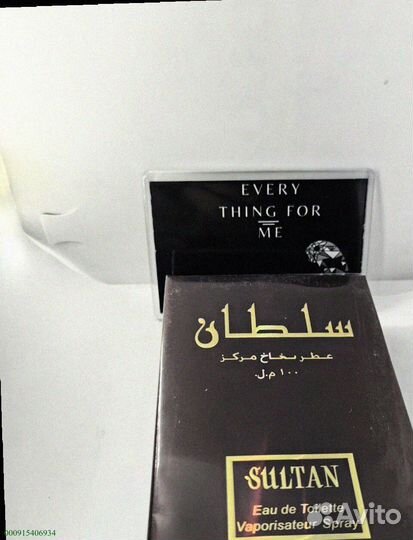 EVERY
THING FOR
ME
سلطان
عطر بخاخ مركز
١٠٠ م.ل.
SULTAN
Eau de Toilette
Vaporisateur Spray
Avito
000915406934